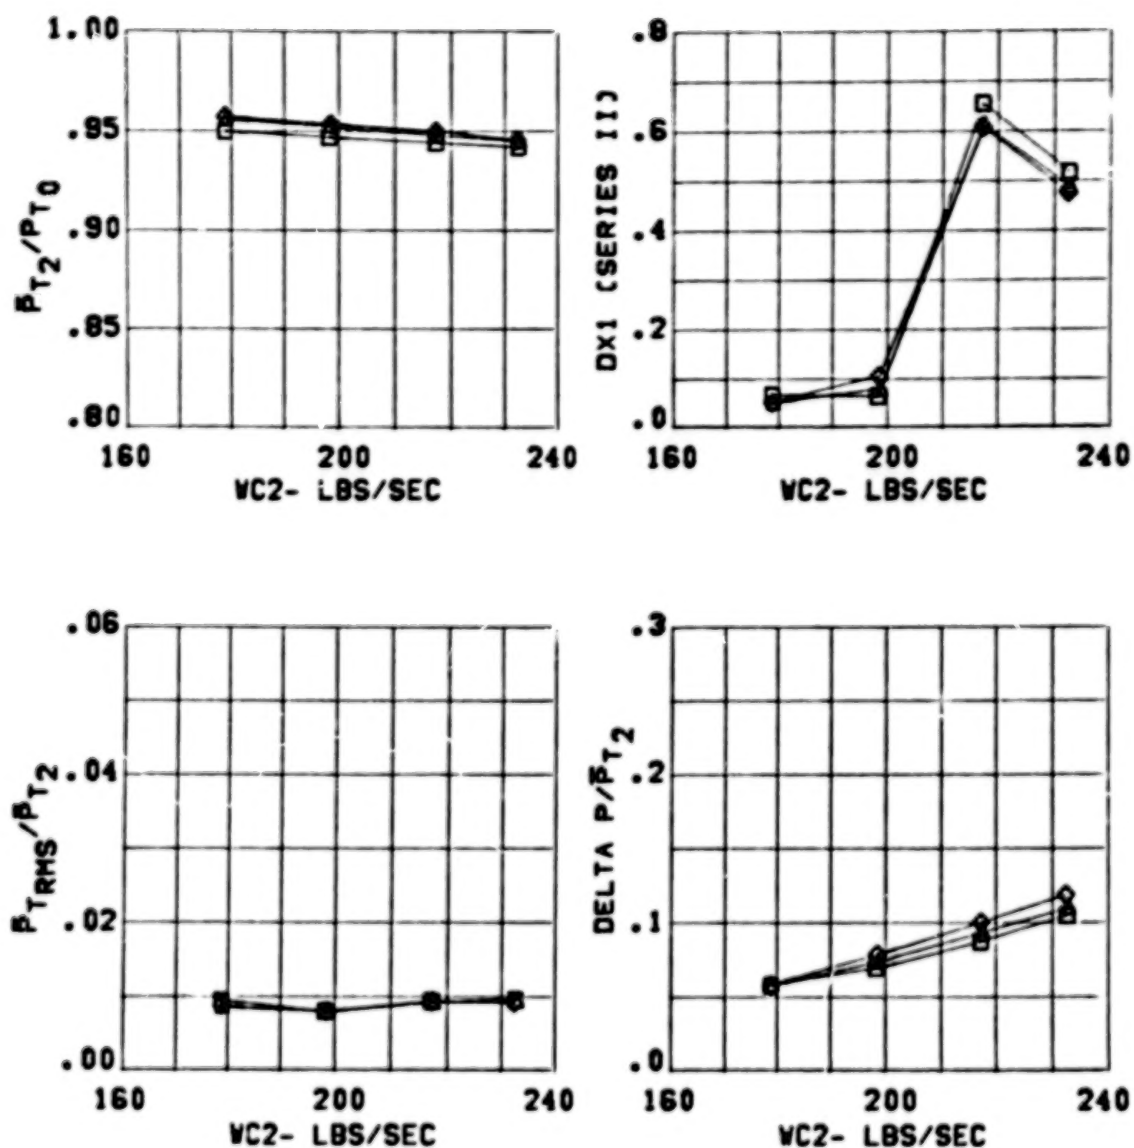 1.00
.95
.90
.85
.80
P̄T2/PT0
160 200 240
WC2- LBS/SEC
.8
.6
.4
.2
.0
DX1 (SERIES II)
160 200 240
WC2- LBS/SEC
.06
.04
.02
.00
P̄TRMS/P̄T2
160 200 240
WC2- LBS/SEC
.3
.2
.1
.0
DELTA P/P̄T2
160 200 240
WC2- LBS/SEC